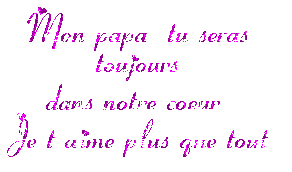 Mon papa tu seras
toujours
dans notre coeur
Je t aime plus que tout